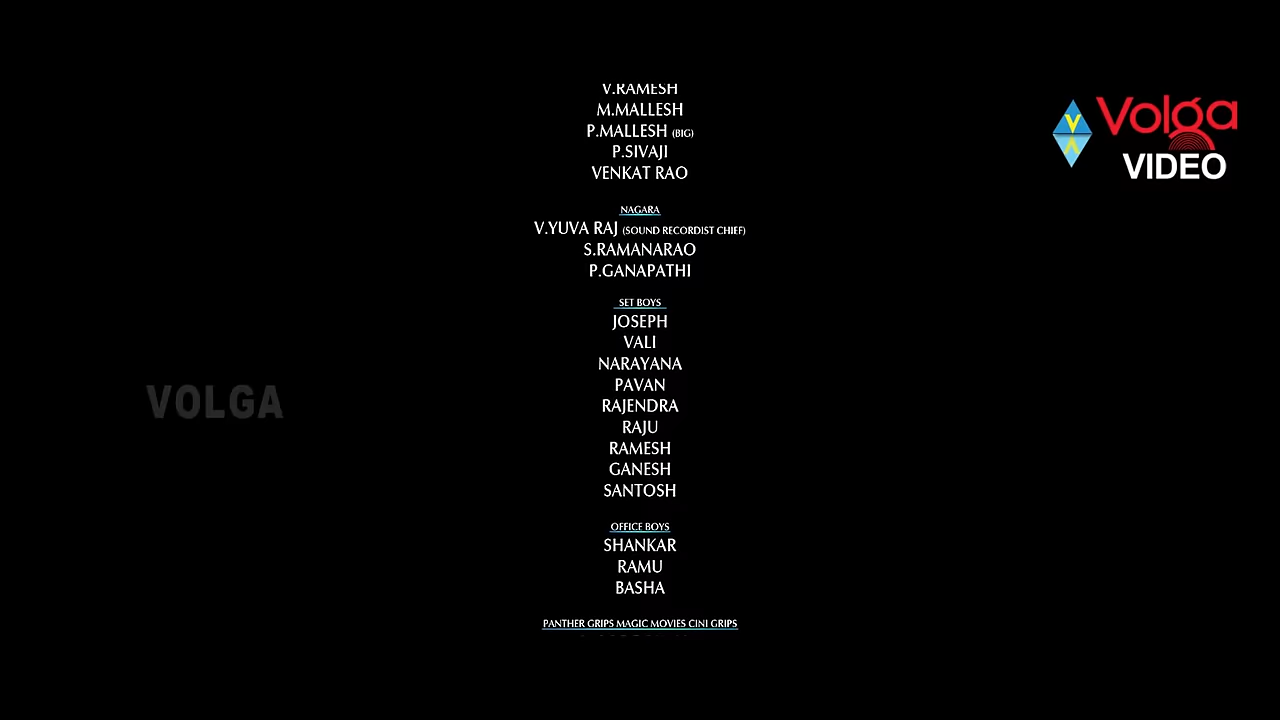 V.RAMESH
M.MALLESH
P.MALLESH (BIG)
P.SIVAJI
VENKAT RAO
NAGARA
V.YUVA RAJ (SOUND RECORDIST CHIEF)
S.RAMANARAO
P.GANAPATHI
SET BOYS
JOSEPH
VALI
NARAYANA
PAVAN
RAJENDRA
RAJU
RAMESH
GANESH
SANTOSH
OFFICE BOYS
SHANKAR
RAMU
BASHA
PANTHER GRIPS MAGIC MOVIES CINI GRIPS
Volga
VIDEO
VOLGA